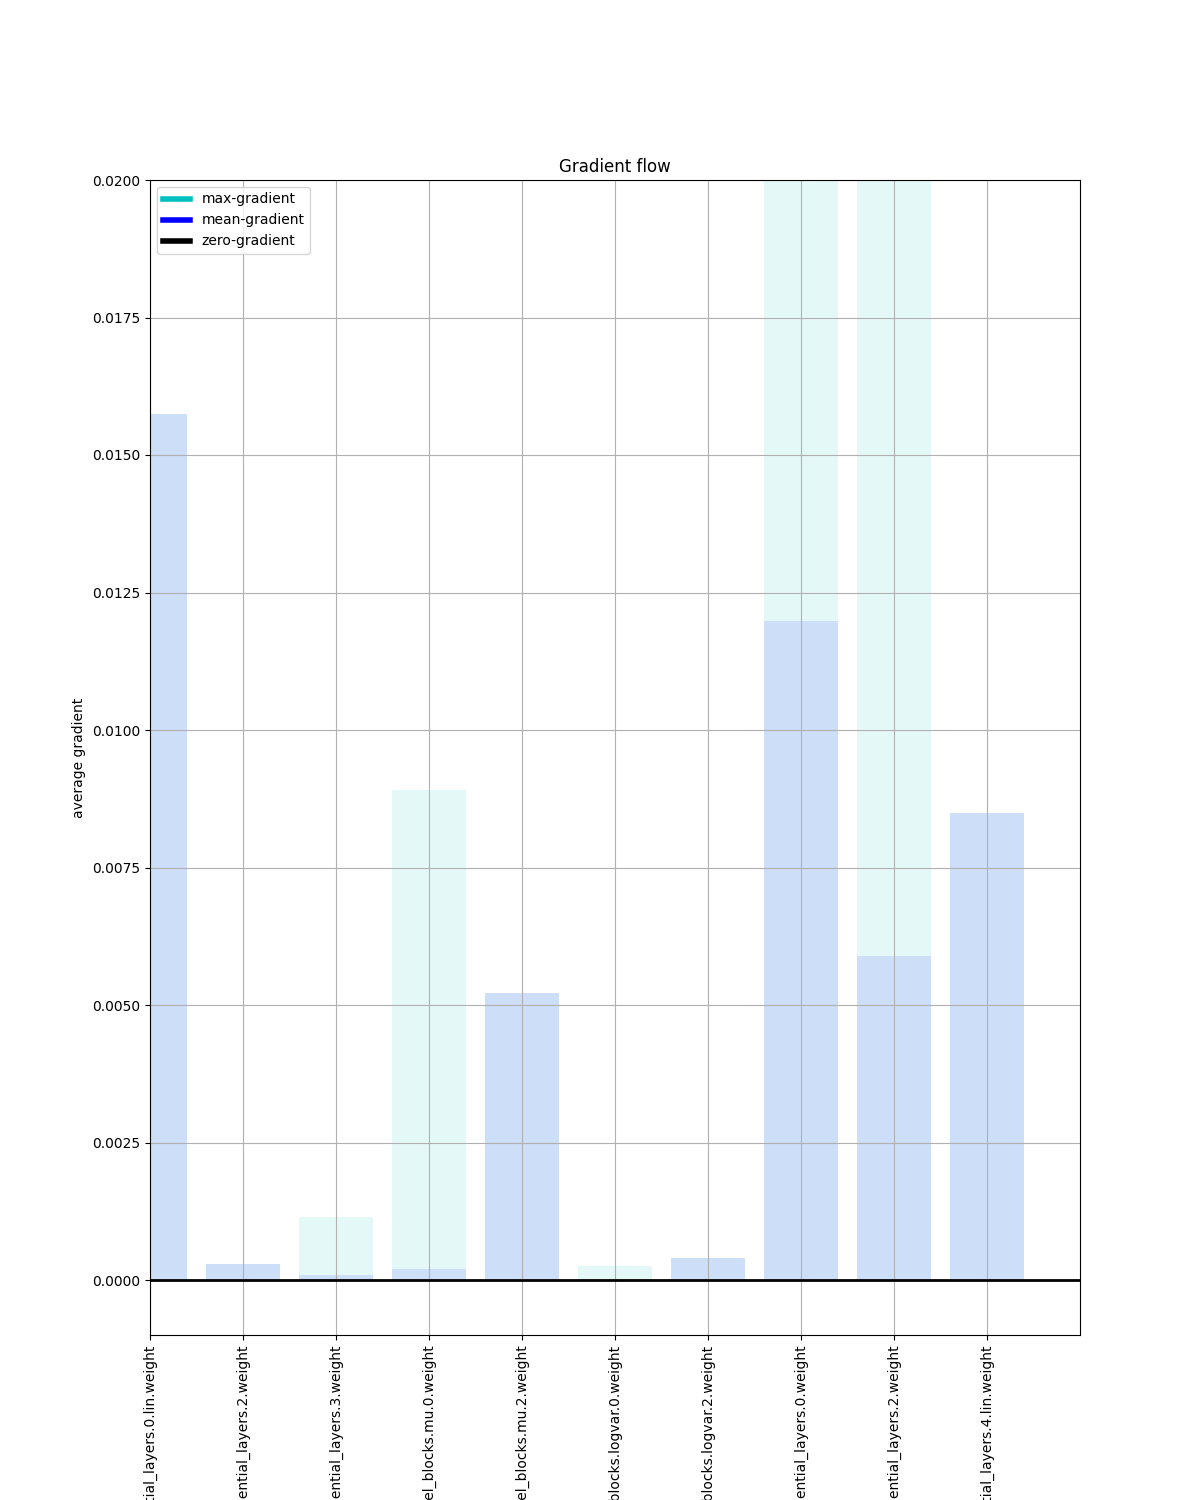 Gradient flow
max-gradient
mean-gradient
zero-gradient
0.0200
0.0175
0.0150
0.0125
0.0100
0.0075
0.0050
0.0025
0.0000
average gradient
tial_layers.0.lin.weight
ential_layers.2.weight
ential_layers.3.weight
el_blocks.mu.0.weight
el_blocks.mu.2.weight
blocks.logvar.0.weight
blocks.logvar.2.weight
ential_layers.0.weight
ential_layers.2.weight
tial_layers.4.lin.weight